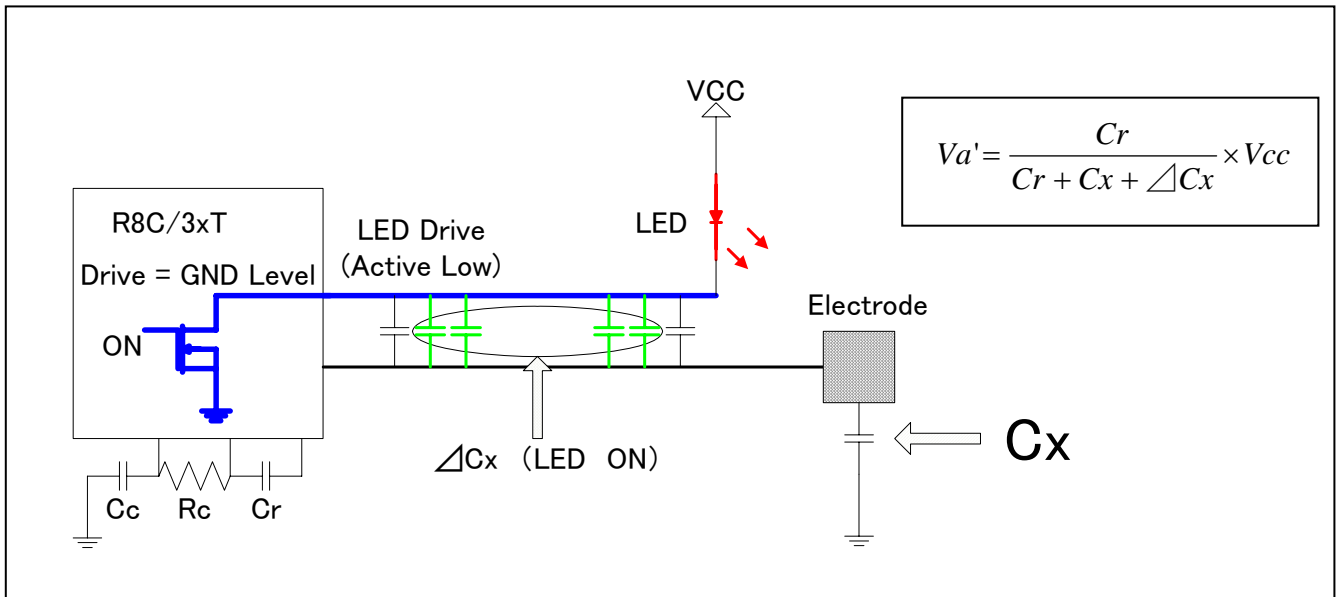 VCC
Va' = Cr / (Cr + Cx + ⊿Cx) × Vcc
R8C/3xT
Drive = GND Level
LED Drive
(Active Low)
LED
Electrode
ON
⊿Cx (LED ON)
Cx
Cc Rc Cr